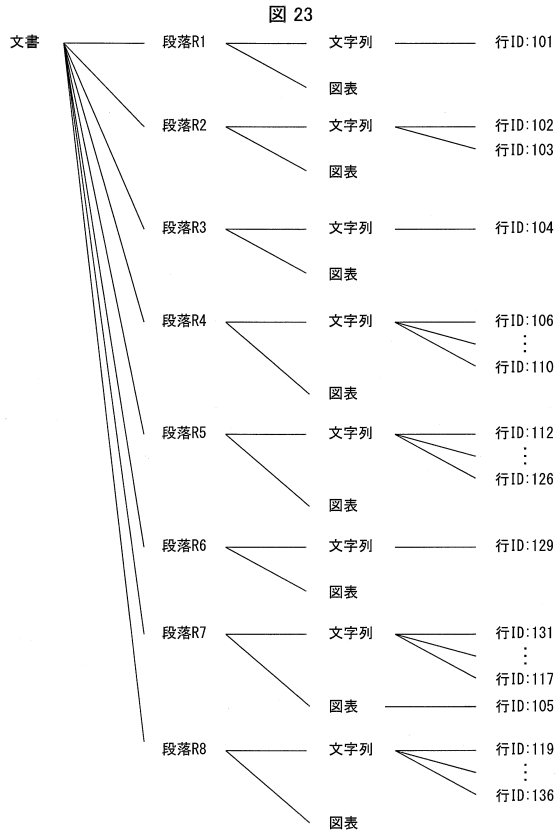 図 23
文書 段落R1 文字列 行ID:101
図表
段落R2 文字列 行ID:102
行ID:103
図表
段落R3 文字列 行ID:104
図表
段落R4 文字列 行ID:106
⋮
行ID:110
図表
段落R5 文字列 行ID:112
⋮
行ID:126
図表
段落R6 文字列 行ID:129
図表
段落R7 文字列 行ID:131
⋮
行ID:117
図表 行ID:105
段落R8 文字列 行ID:119
⋮
行ID:136
図表